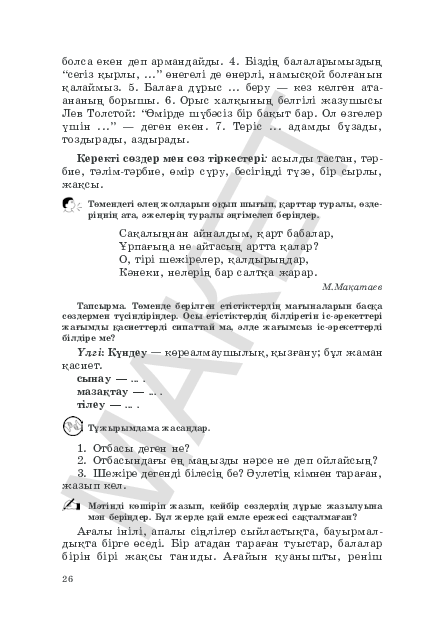 болса екен деп армандайды. 4. Біздің балаларымыздың
“сегіз қырлы, ...” өнегелі де өнерлі, намысқой болғанын
қалаймыз. 5. Балаға дұрыс ... беру — кез келген ата-
ананың борышы. 6. Орыс халқының белгілі жазушысы
Лев Толстой: “Өмірде шүбәсіз бір бақыт бар. Ол өзгелер
үшін ...” — деген екен. 7. Теріс ... адамды бұзады,
тоздырады, аздырады.
Керекті сөздер мен сөз тіркестері: асылды тастан, тәр-
бие, тәлім-тәрбие, өмір сүру, бесігіңді түзе, бір сырлы,
жақсы.
Төмендегі өлең жолдарын оқып шығып, қарттар туралы, өзде-
ріңнің ата, әжелерің туралы әңгімелеп беріңдер.
Сақалыңнан айналдым, қарт бабалар,
Ұрпағыңа не айтасың артта қалар?
О, тірі шежірелер, қалдырыңдар,
Кәнеки, нелерің бар салтқа жарар.
М.Мақатаев
Тапсырма. Төменде берілген етістіктердің мағыналарын басқа
сөздермен түсіндіріңдер. Осы етістіктердің білдіретін іс-әрекеттері
жағымды қасиеттерді сипаттай ма, әлде жағымсыз іс-әрекеттерді
білдіре ме?
Үлгі: Күндеу — көреалмаушылық, қызғану; бұл жаман
қасиет.
сынау — ... .
мазақтау — ... .
тілеу — ... .
Тұжырымдама жасаңдар.
1. Отбасы деген не?
2. Отбасындағы ең маңызды нәрсе не деп ойлайсың?
3. Шежіре дегенді білесің бе? Әулетің кімнен тараған,
жазып кел.
Мәтінді көшіріп жазып, кейбір сөздердің дұрыс жазылуына
мән беріңдер. Бұл жерде қай емле ережесі сақталмаған?
Ағалы інілі, апалы сіңлілер сыйластықта, бауырмал-
дықта бірге өседі. Бір атадан тараған туыстар, балалар
бірін бірі жақсы таниды. Ағайын қуанышты, реніш
26
МАКЕТ